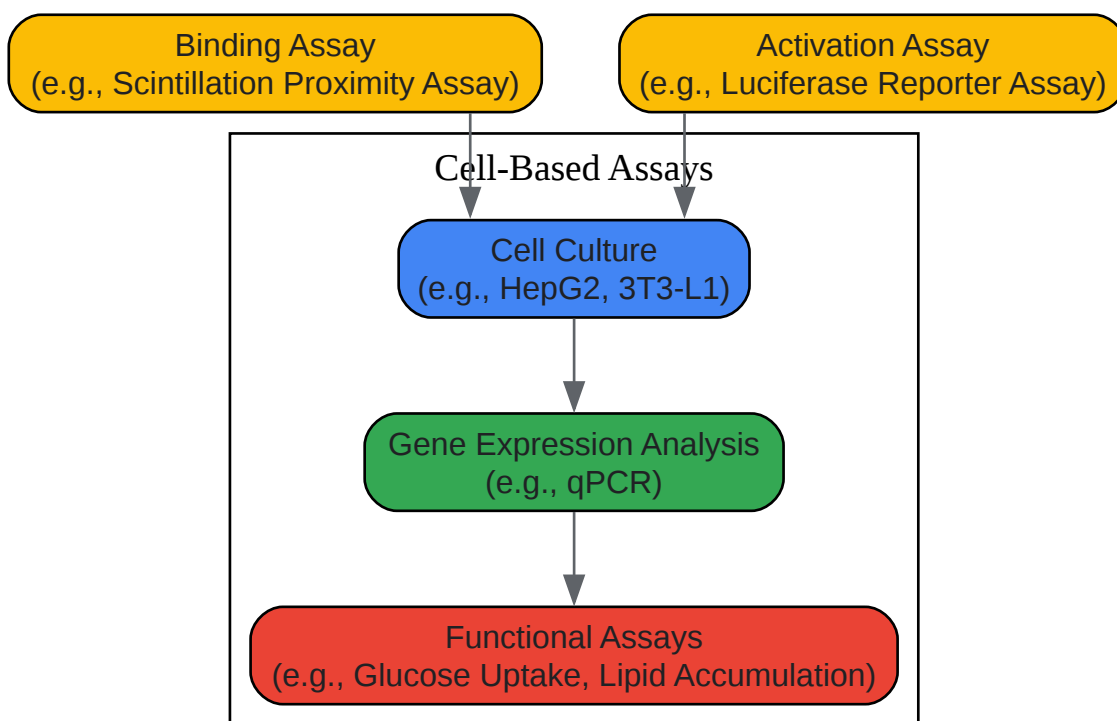 Binding Assay
(e.g., Scintillation Proximity Assay)
Activation Assay
(e.g., Luciferase Reporter Assay)
Cell-Based Assays
Cell Culture
(e.g., HepG2, 3T3-L1)
Gene Expression Analysis
(e.g., qPCR)
Functional Assays
(e.g., Glucose Uptake, Lipid Accumulation)